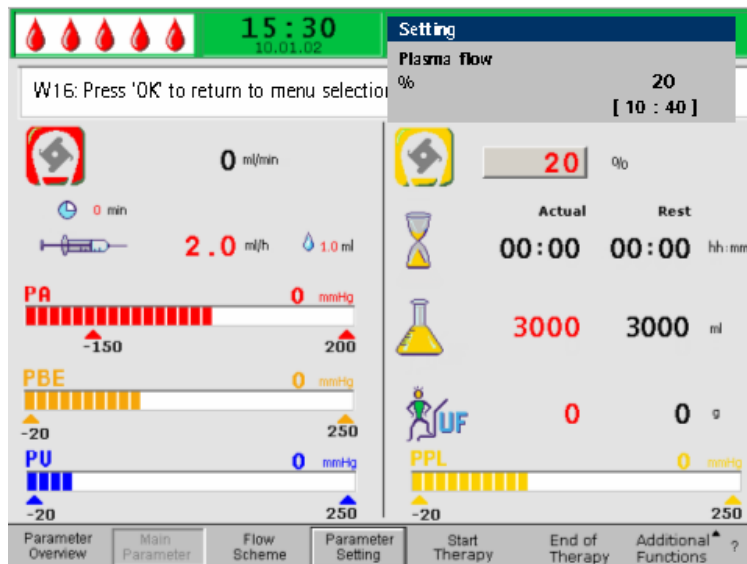 15:30
10.01.02
Setting
Plasma flow
% 20
[ 10 : 40 ]
W16: Press 'OK' to return to menu selection
0 ml/min
0 min
2.0 ml/h 1.0 ml
PA 0 mmHg
-150 200
PBE 0 mmHg
-20 250
PV 0 mmHg
-20 250
20 %
Actual Rest
00:00 00:00 hh:mm
3000 3000 ml
UF 0 0 g
PPL 0 mmHg
-20 250
Parameter Overview
Main Parameter
Flow Scheme
Parameter Setting
Start Therapy
End of Therapy
Additional Functions
?